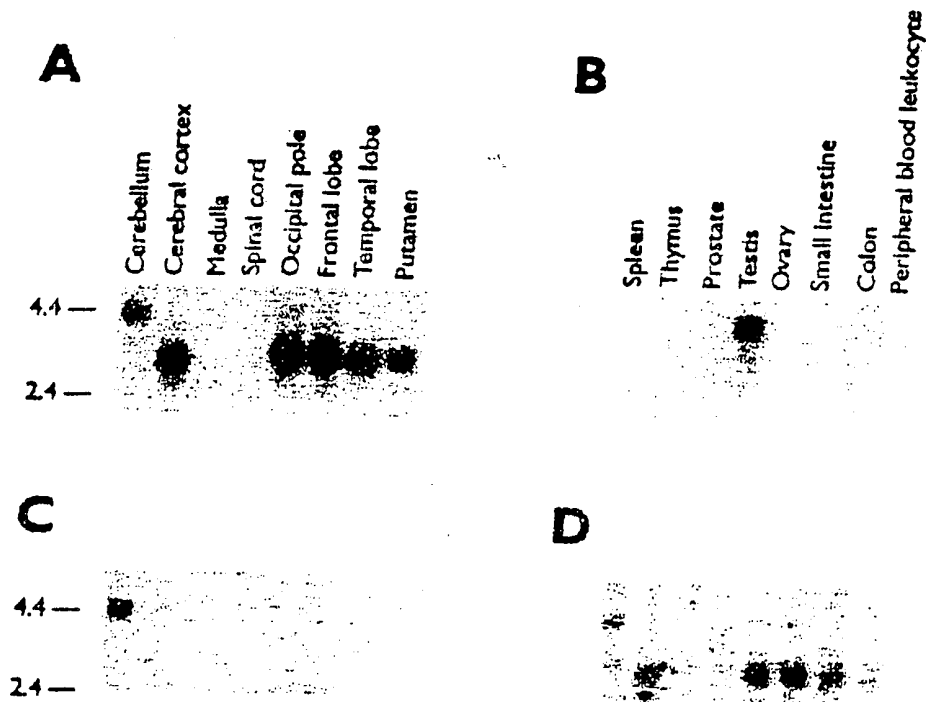 A
B
Cerebellum
Cerebral cortex
Medulla
Spinal cord
Occipital pole
Frontal lobe
Temporal lobe
Putamen
Spleen
Thymus
Prostate
Testis
Ovary
Small intestine
Colon
Peripheral blood leukocyte
4.4
2.4
C
D
4.4
2.4